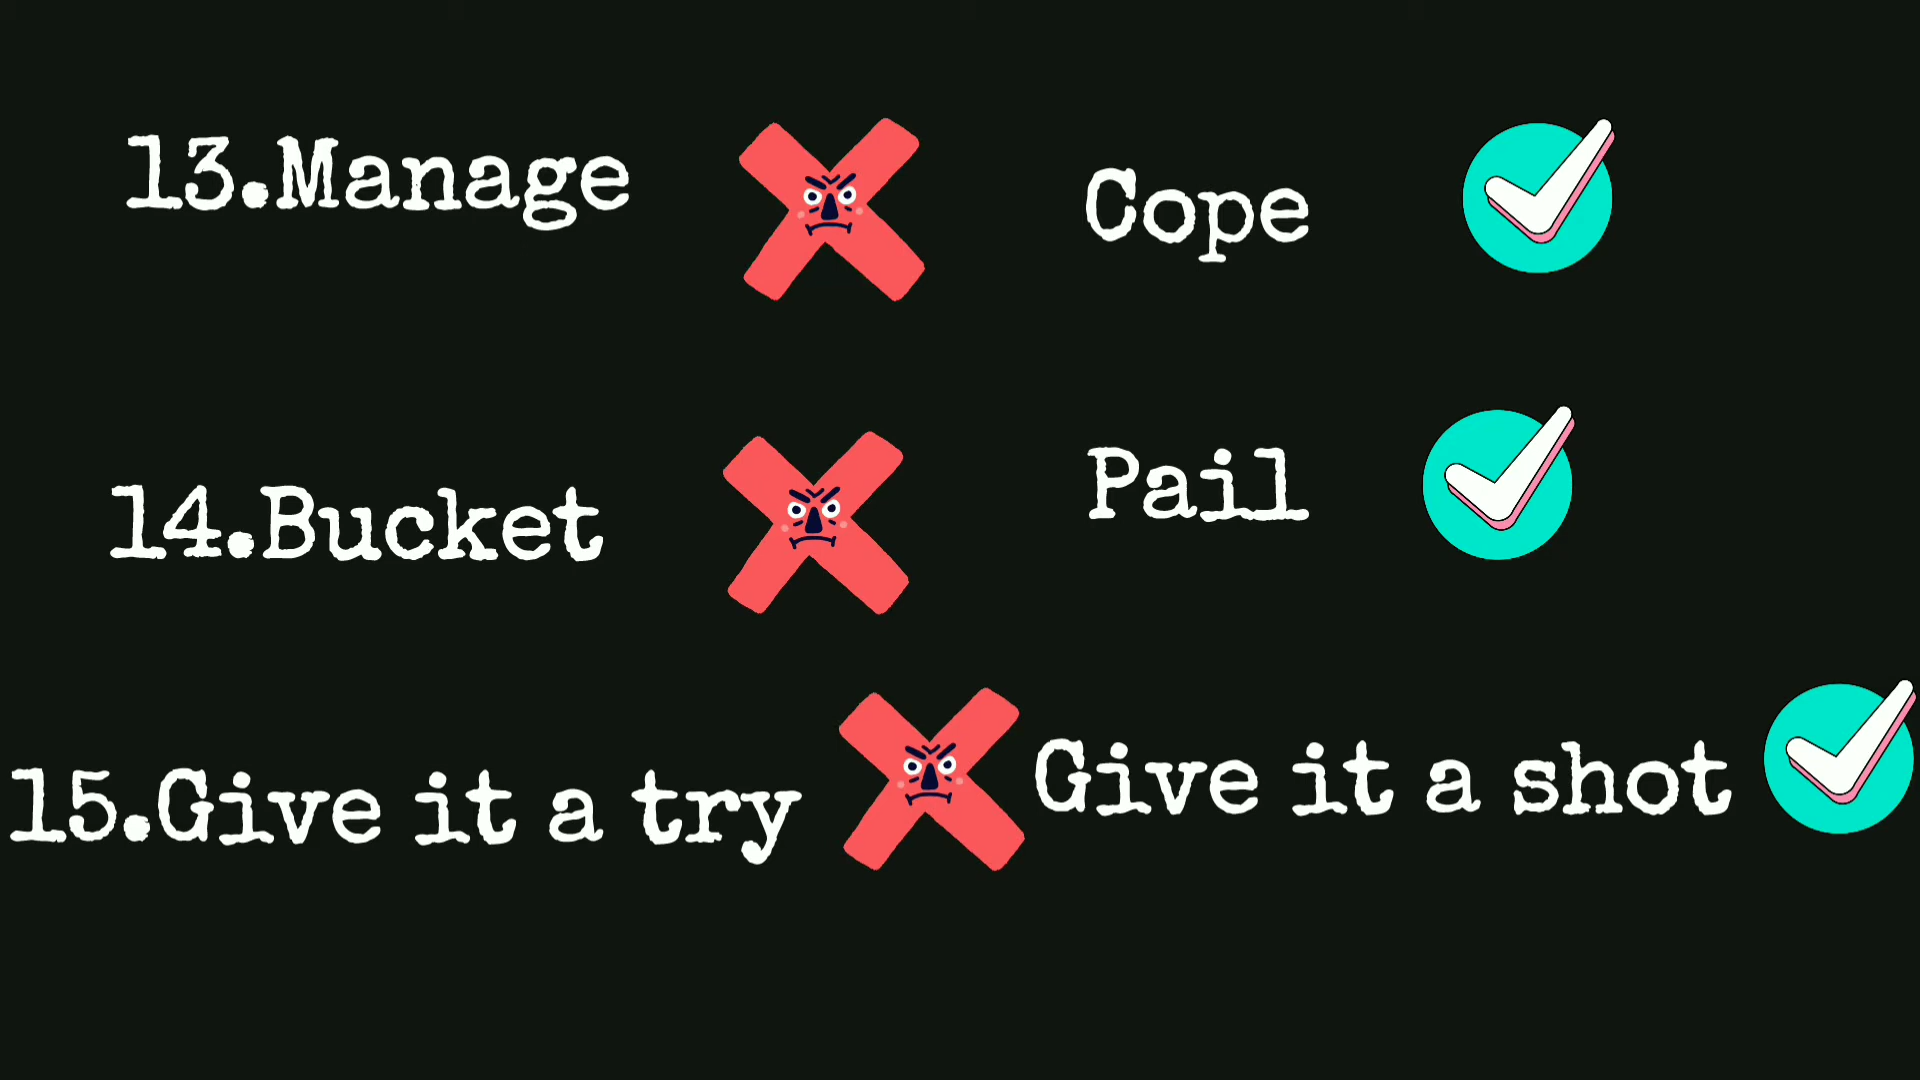 13.Manage
Cope
14.Bucket
Pail
15.Give it a try
Give it a shot